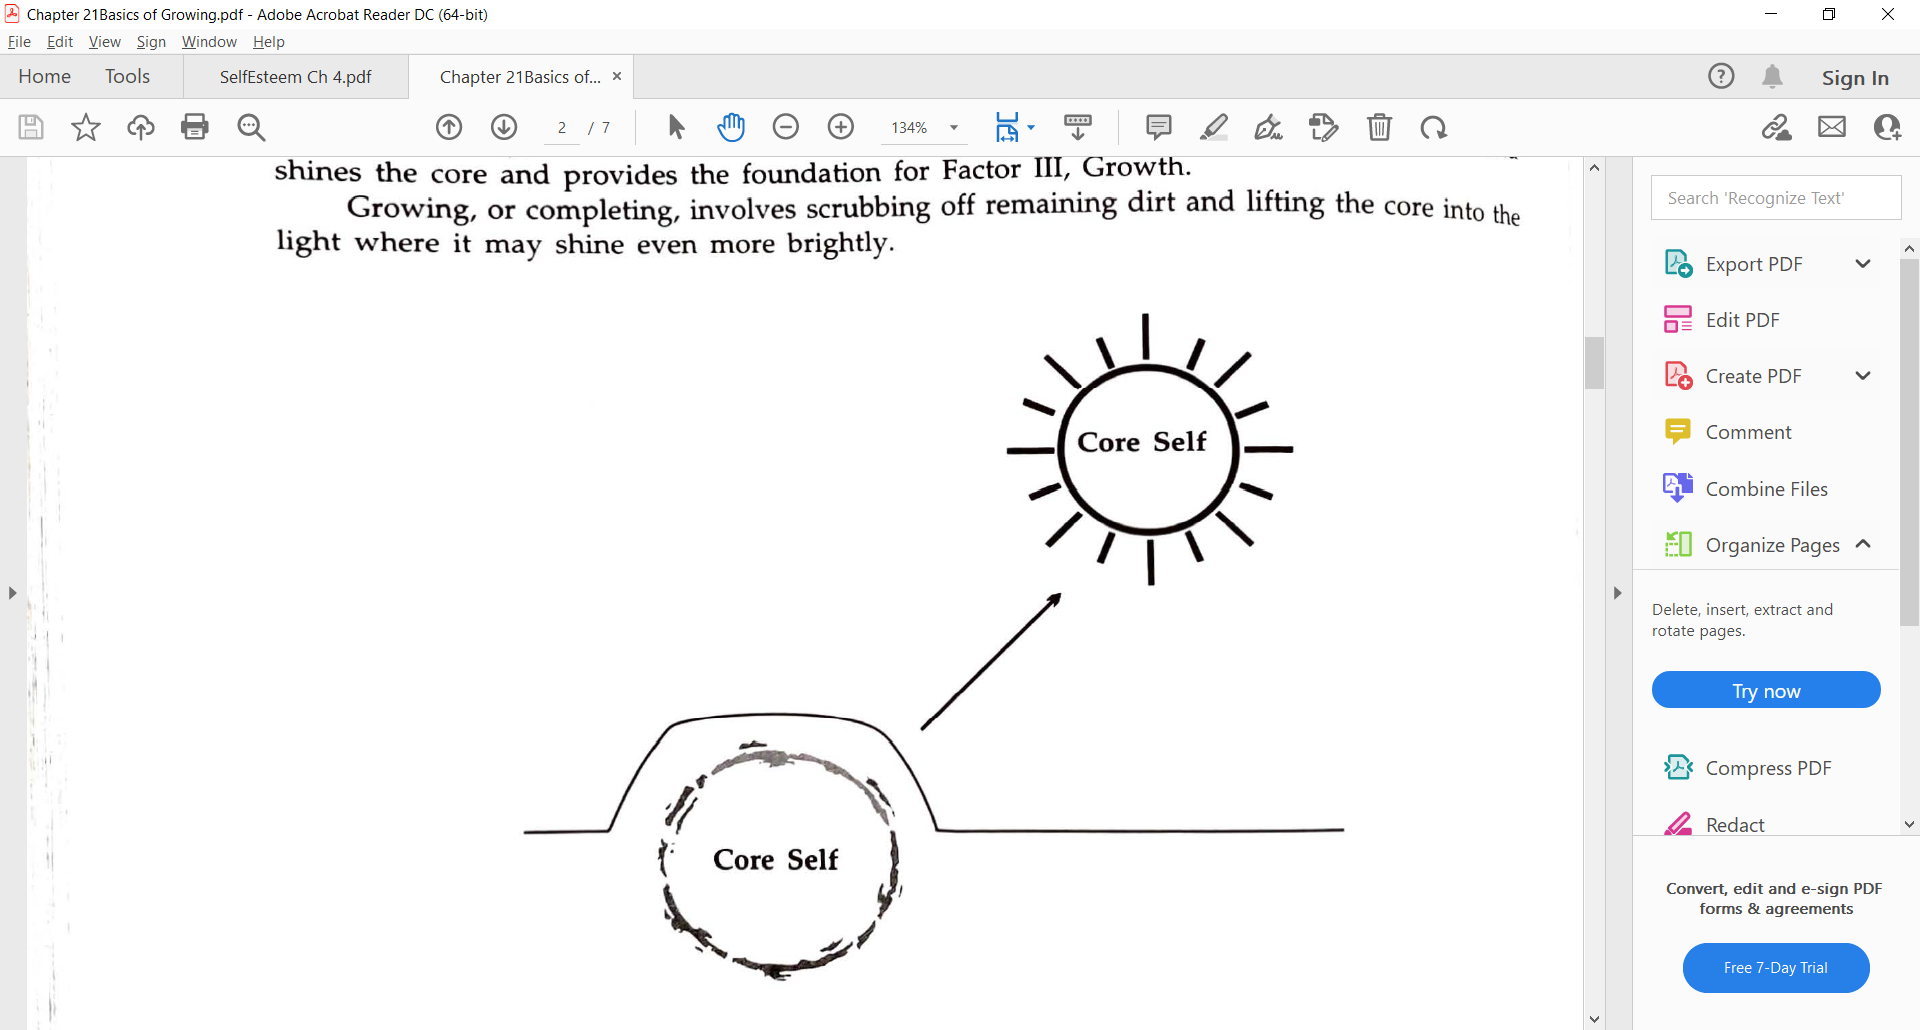 Chapter 21Basics of Growing.pdf - Adobe Acrobat Reader DC (64-bit)
File Edit View Sign Window Help
Home Tools SelfEsteem Ch 4.pdf Chapter 21Basics of... × ? Sign In
2 / 7 134%
shines the core and provides the foundation for Factor III, Growth.
Growing, or completing, involves scrubbing off remaining dirt and lifting the core into the
light where it may shine even more brightly.
Core Self
Core Self
Search 'Recognize Text'
Export PDF
Edit PDF
Create PDF
Comment
Combine Files
Organize Pages
Delete, insert, extract and
rotate pages.
Try now
Compress PDF
Redact
Convert, edit and e-sign PDF
forms & agreements
Free 7-Day Trial